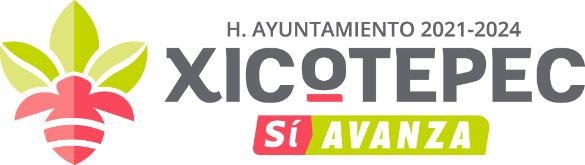 H. AYUNTAMIENTO 2021-2024
XICOTEPEC
Sí AVANZA